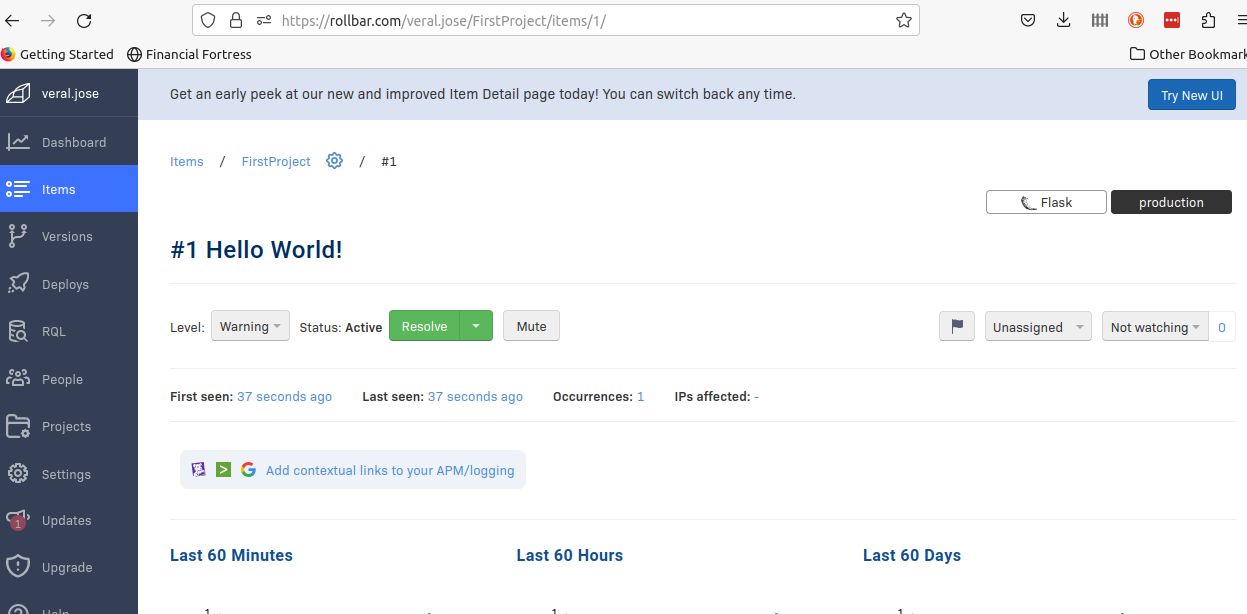 https://rollbar.com/veral.jose/FirstProject/items/1/
Getting Started
Financial Fortress
Other Bookmark
veral.jose
Dashboard
Items
Versions
Deploys
RQL
People
Projects
Settings
1
Updates
Upgrade
Help
Get an early peek at our new and improved Item Detail page today! You can switch back any time.
Try New UI
Items / FirstProject / #1
Flask
production
#1 Hello World!
Level: Warning Status: Active Resolve Mute
Unassigned
Not watching 0
First seen: 37 seconds ago Last seen: 37 seconds ago Occurrences: 1 IPs affected: -
Add contextual links to your APM/logging
Last 60 Minutes
Last 60 Hours
Last 60 Days
1
1
1